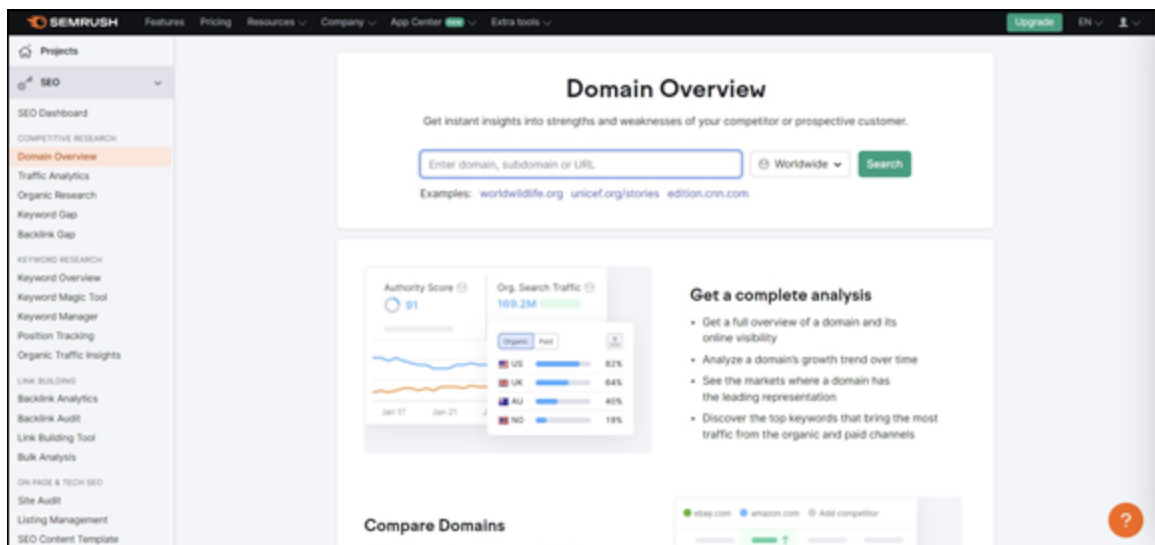 SEMRUSH Features Pricing Resources Company App Center new Extra tools Upgrade EN
Projects
SEO
SEO Dashboard
COMPETITIVE RESEARCH
Domain Overview
Traffic Analytics
Organic Research
Keyword Gap
Backlink Gap
KEYWORD RESEARCH
Keyword Overview
Keyword Magic Tool
Keyword Manager
Position Tracking
Organic Traffic Insights
LINK BUILDING
Backlink Analytics
Backlink Audit
Link Building Tool
Bulk Analysis
ON PAGE & TECH SEO
Site Audit
Listing Management
SEO Content Template
Domain Overview
Get instant insights into strengths and weaknesses of your competitor or prospective customer.
Enter domain, subdomain or URL Worldwide Search
Examples: worldwildlife.org unicef.org/stories edition.cnn.com
Authority Score Org. Search Traffic
91 169.2M
Organic Paid
US 82%
UK 64%
AU 40%
NO 18%
Jan 17 Jan 21 J
Get a complete analysis
• Get a full overview of a domain and its
online visibility
• Analyze a domain's growth trend over time
• See the markets where a domain has
the leading representation
• Discover the top keywords that bring the most
traffic from the organic and paid channels
Compare Domains
ebay.com amazon.com Add competitor
?